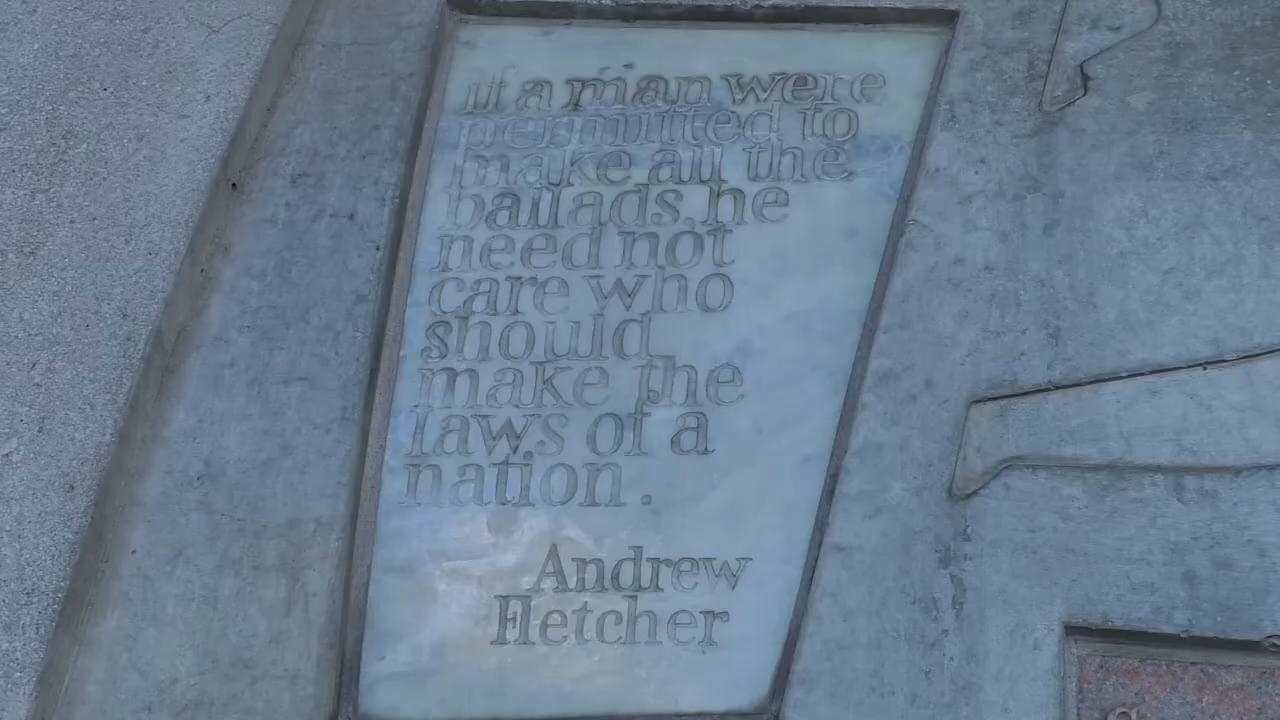 if a man were
permitted to
make all the
ballads, he
need not
care who
should
make the
laws of a
nation.
Andrew
Fletcher